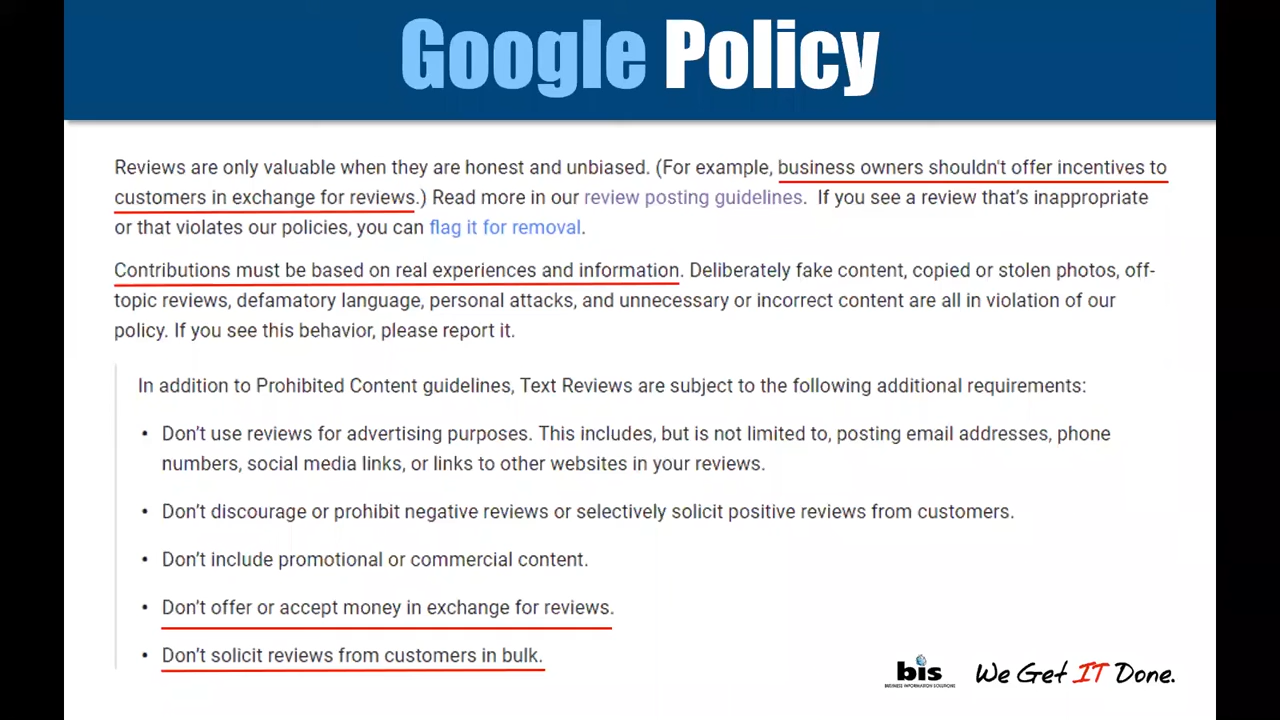 Google Policy
Reviews are only valuable when they are honest and unbiased. (For example, business owners shouldn't offer incentives to
customers in exchange for reviews.) Read more in our review posting guidelines. If you see a review that's inappropriate
or that violates our policies, you can flag it for removal.
Contributions must be based on real experiences and information. Deliberately fake content, copied or stolen photos, off-
topic reviews, defamatory language, personal attacks, and unnecessary or incorrect content are all in violation of our
policy. If you see this behavior, please report it.
In addition to Prohibited Content guidelines, Text Reviews are subject to the following additional requirements:
• Don't use reviews for advertising purposes. This includes, but is not limited to, posting email addresses, phone
numbers, social media links, or links to other websites in your reviews.
• Don't discourage or prohibit negative reviews or selectively solicit positive reviews from customers.
• Don't include promotional or commercial content.
• Don't offer or accept money in exchange for reviews.
• Don't solicit reviews from customers in bulk.
bis We Get IT Done.
BUSINESS INFORMATION SOLUTIONS